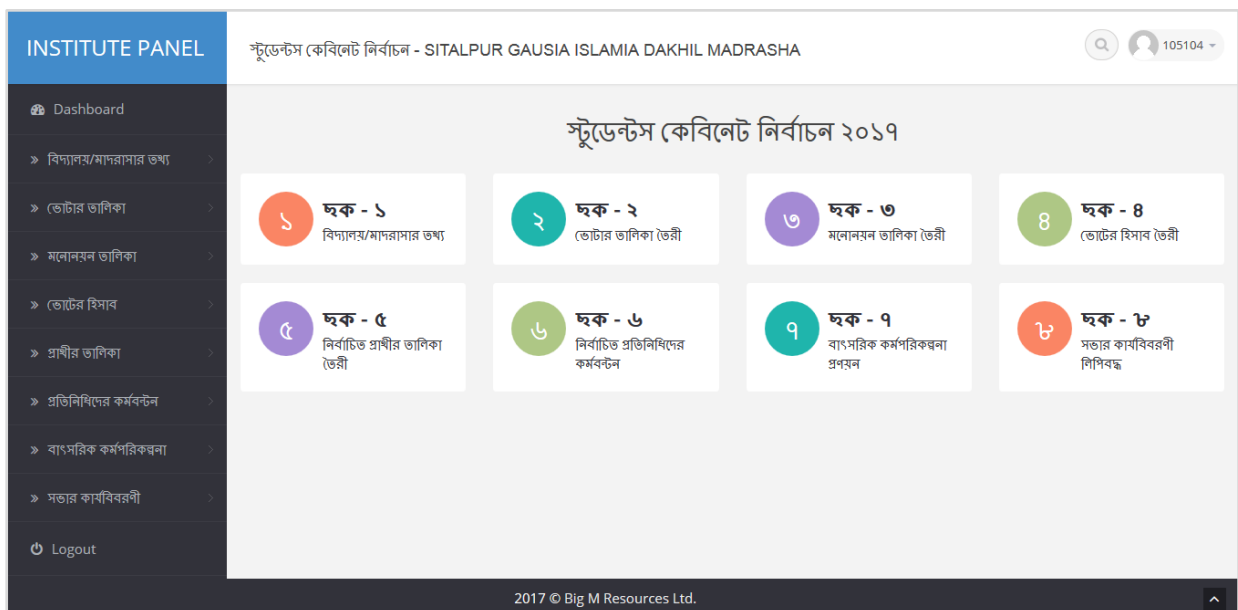 INSTITUTE PANEL
স্টুডেন্টস কেবিনেট নির্বাচন - SITALPUR GAUSIA ISLAMIA DAKHIL MADRASHA
105104
Dashboard
বিদ্যালয়/মাদরাসার তথ্য
ভোটার তালিকা
মনোনয়ন তালিকা
ভোটের হিসাব
প্রার্থীর তালিকা
প্রতিনিধিদের কর্মবন্টন
বাৎসরিক কর্মপরিকল্পনা
সভার কার্যবিবরণী
Logout
স্টুডেন্টস কেবিনেট নির্বাচন ২০১৭
১
ছক - ১
বিদ্যালয়/মাদরাসার তথ্য
২
ছক - ২
ভোটার তালিকা তৈরী
৩
ছক - ৩
মনোনয়ন তালিকা তৈরী
৪
ছক - ৪
ভোটের হিসাব তৈরী
৫
ছক - ৫
নির্বাচিত প্রার্থীর তালিকা
তৈরী
৬
ছক - ৬
নির্বাচিত প্রতিনিধিদের
কর্মবন্টন
৭
ছক - ৭
বাৎসরিক কর্মপরিকল্পনা
প্রণয়ন
৮
ছক - ৮
সভার কার্যবিবরণী
লিপিবদ্ধ
2017 © Big M Resources Ltd.